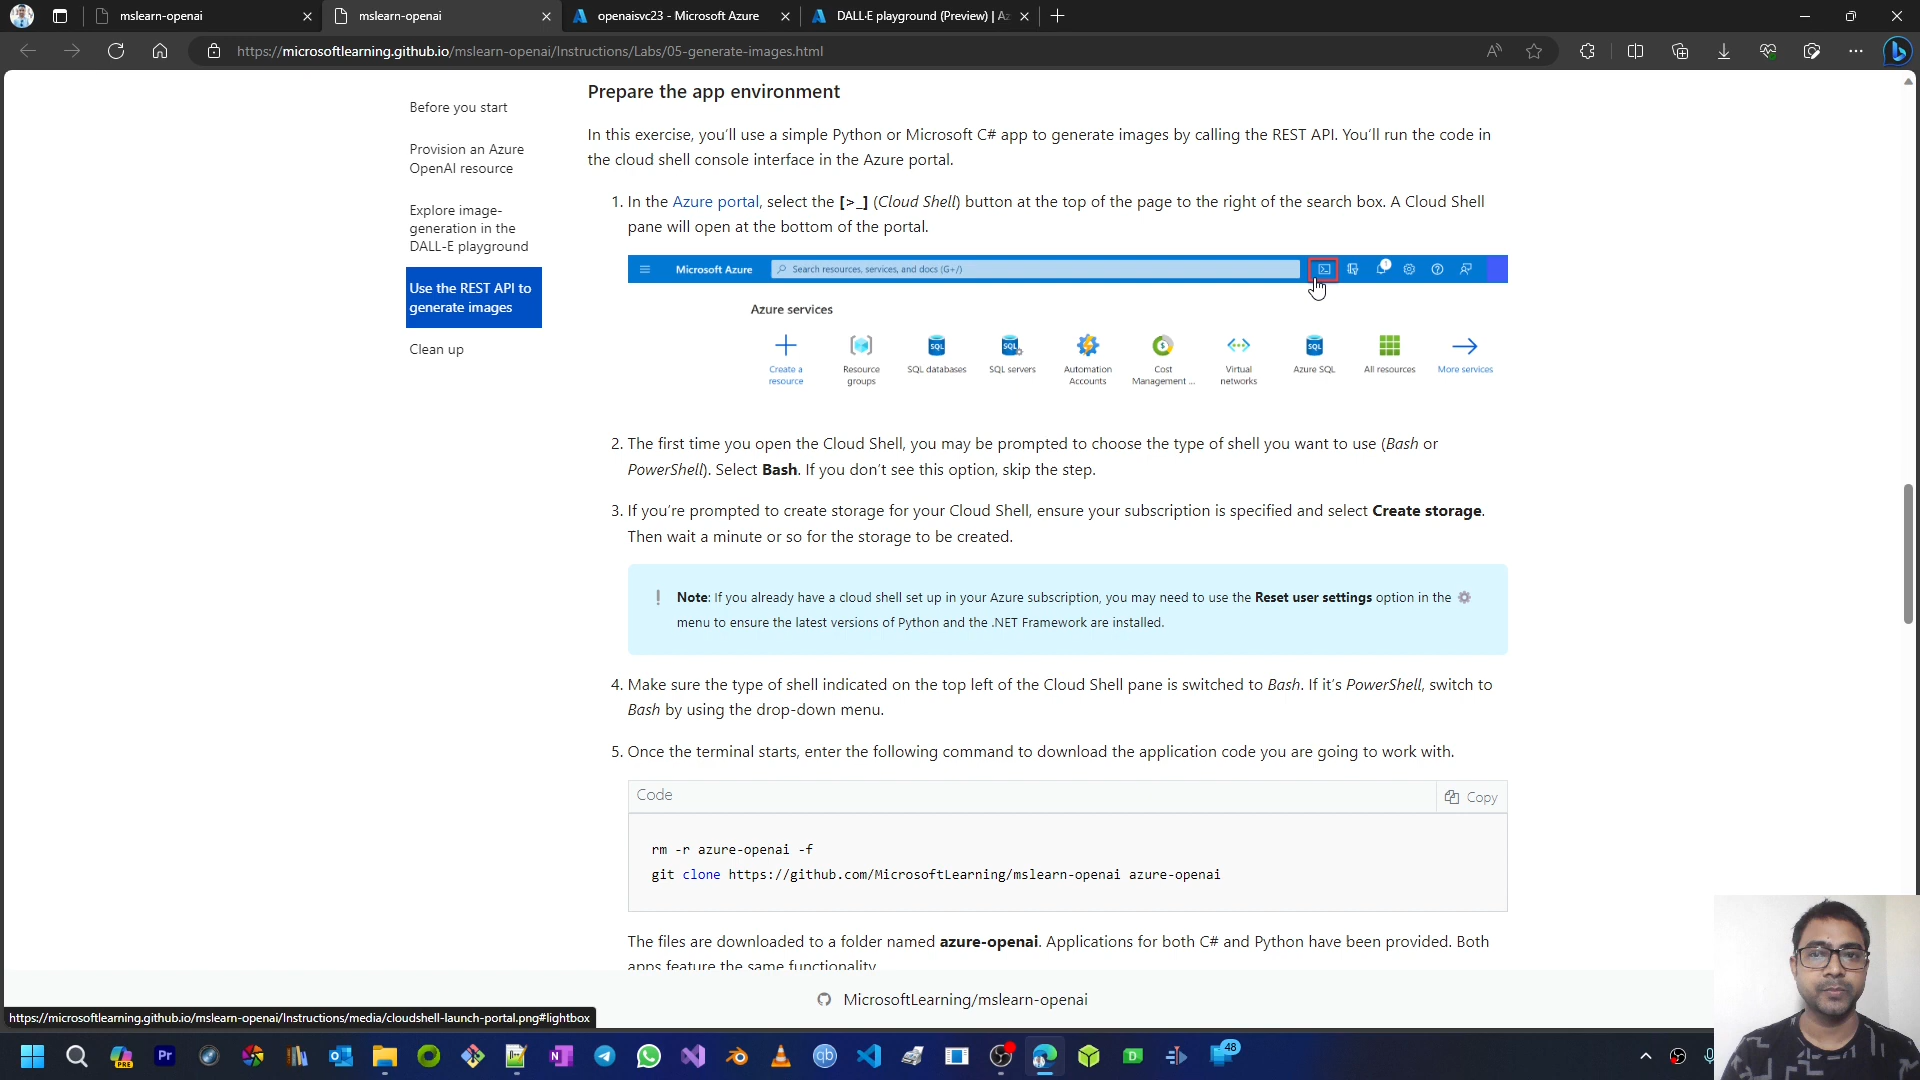 mslearn-openai
mslearn-openai
openaisvc23 - Microsoft Azure
DALL·E playground (Preview) | Az
https://microsoftlearning.github.io/mslearn-openai/Instructions/Labs/05-generate-images.html
Before you start
Provision an Azure
OpenAI resource
Explore image-
generation in the
DALL-E playground
Use the REST API to
generate images
Clean up
Prepare the app environment
In this exercise, you'll use a simple Python or Microsoft C# app to generate images by calling the REST API. You'll run the code in
the cloud shell console interface in the Azure portal.
1. In the Azure portal, select the [>_] (Cloud Shell) button at the top of the page to the right of the search box. A Cloud Shell
pane will open at the bottom of the portal.
Microsoft Azure
Search resources, services, and docs (G+/)
1
Azure services
Create a
resource
Resource
groups
SQL databases
SQL servers
Automation
Accounts
Cost
Management ...
Virtual
networks
Azure SQL
All resources
More services
2. The first time you open the Cloud Shell, you may be prompted to choose the type of shell you want to use (Bash or
PowerShell). Select Bash. If you don't see this option, skip the step.
3. If you're prompted to create storage for your Cloud Shell, ensure your subscription is specified and select Create storage.
Then wait a minute or so for the storage to be created.
Note: If you already have a cloud shell set up in your Azure subscription, you may need to use the Reset user settings option in the
menu to ensure the latest versions of Python and the .NET Framework are installed.
4. Make sure the type of shell indicated on the top left of the Cloud Shell pane is switched to Bash. If it's PowerShell, switch to
Bash by using the drop-down menu.
5. Once the terminal starts, enter the following command to download the application code you are going to work with.
Code
Copy
rm -r azure-openai -f
git clone https://github.com/MicrosoftLearning/mslearn-openai azure-openai
The files are downloaded to a folder named azure-openai. Applications for both C# and Python have been provided. Both
apps feature the same functionality.
MicrosoftLearning/mslearn-openai
https://microsoftlearning.github.io/mslearn-openai/Instructions/media/cloudshell-launch-portal.png#lightbox
48